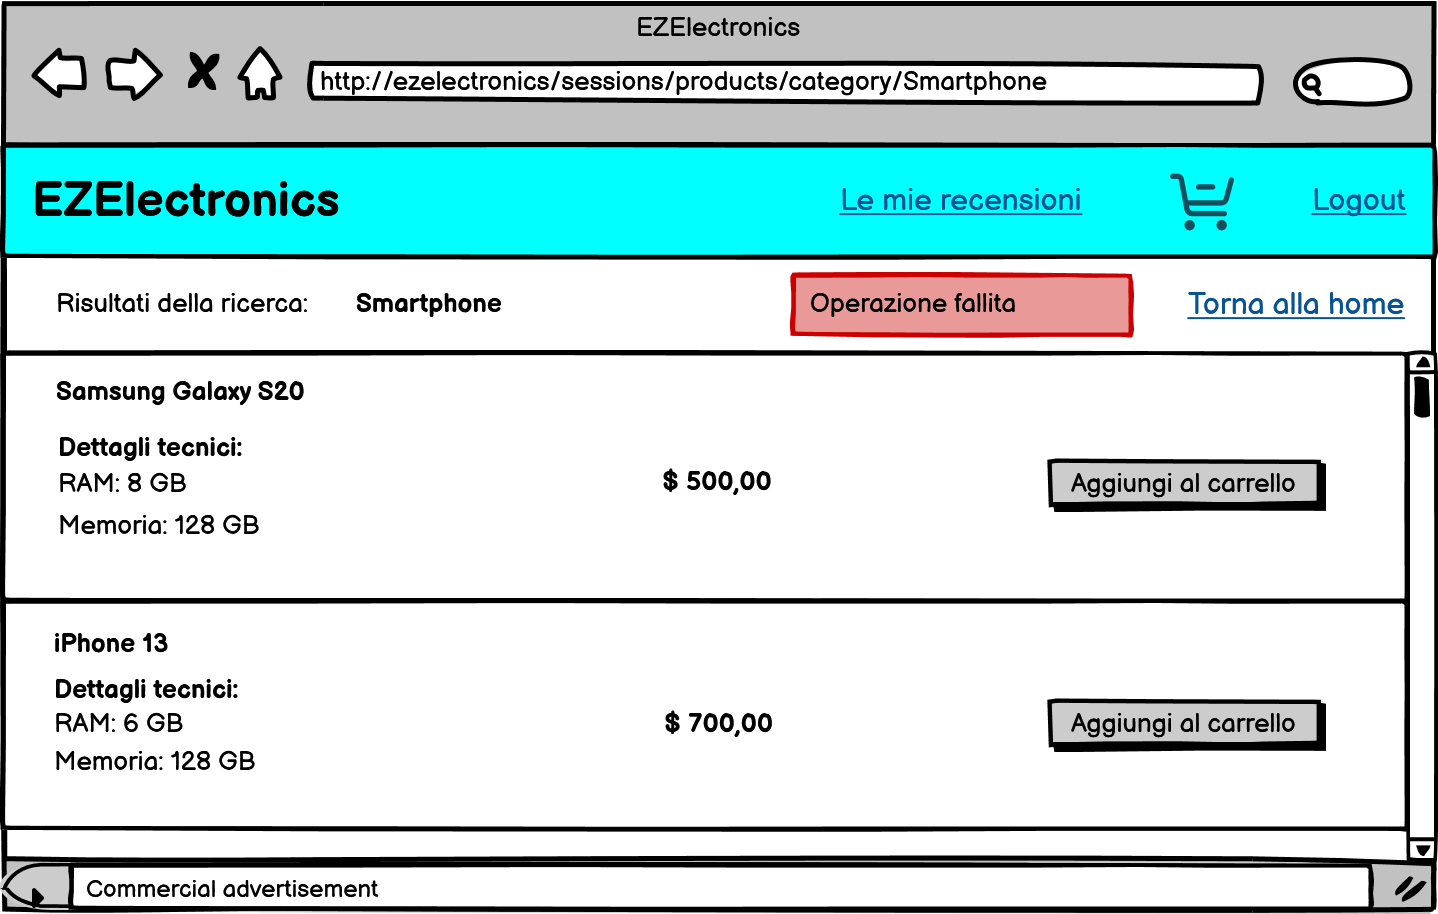 EZElectronics
http://ezelectronics/sessions/products/category/Smartphone
EZElectronics
Le mie recensioni
Logout
Risultati della ricerca: Smartphone
Operazione fallita
Torna alla home
Samsung Galaxy S20
Dettagli tecnici:
RAM: 8 GB
Memoria: 128 GB
$ 500,00
Aggiungi al carrello
iPhone 13
Dettagli tecnici:
RAM: 6 GB
Memoria: 128 GB
$ 700,00
Aggiungi al carrello
Commercial advertisement